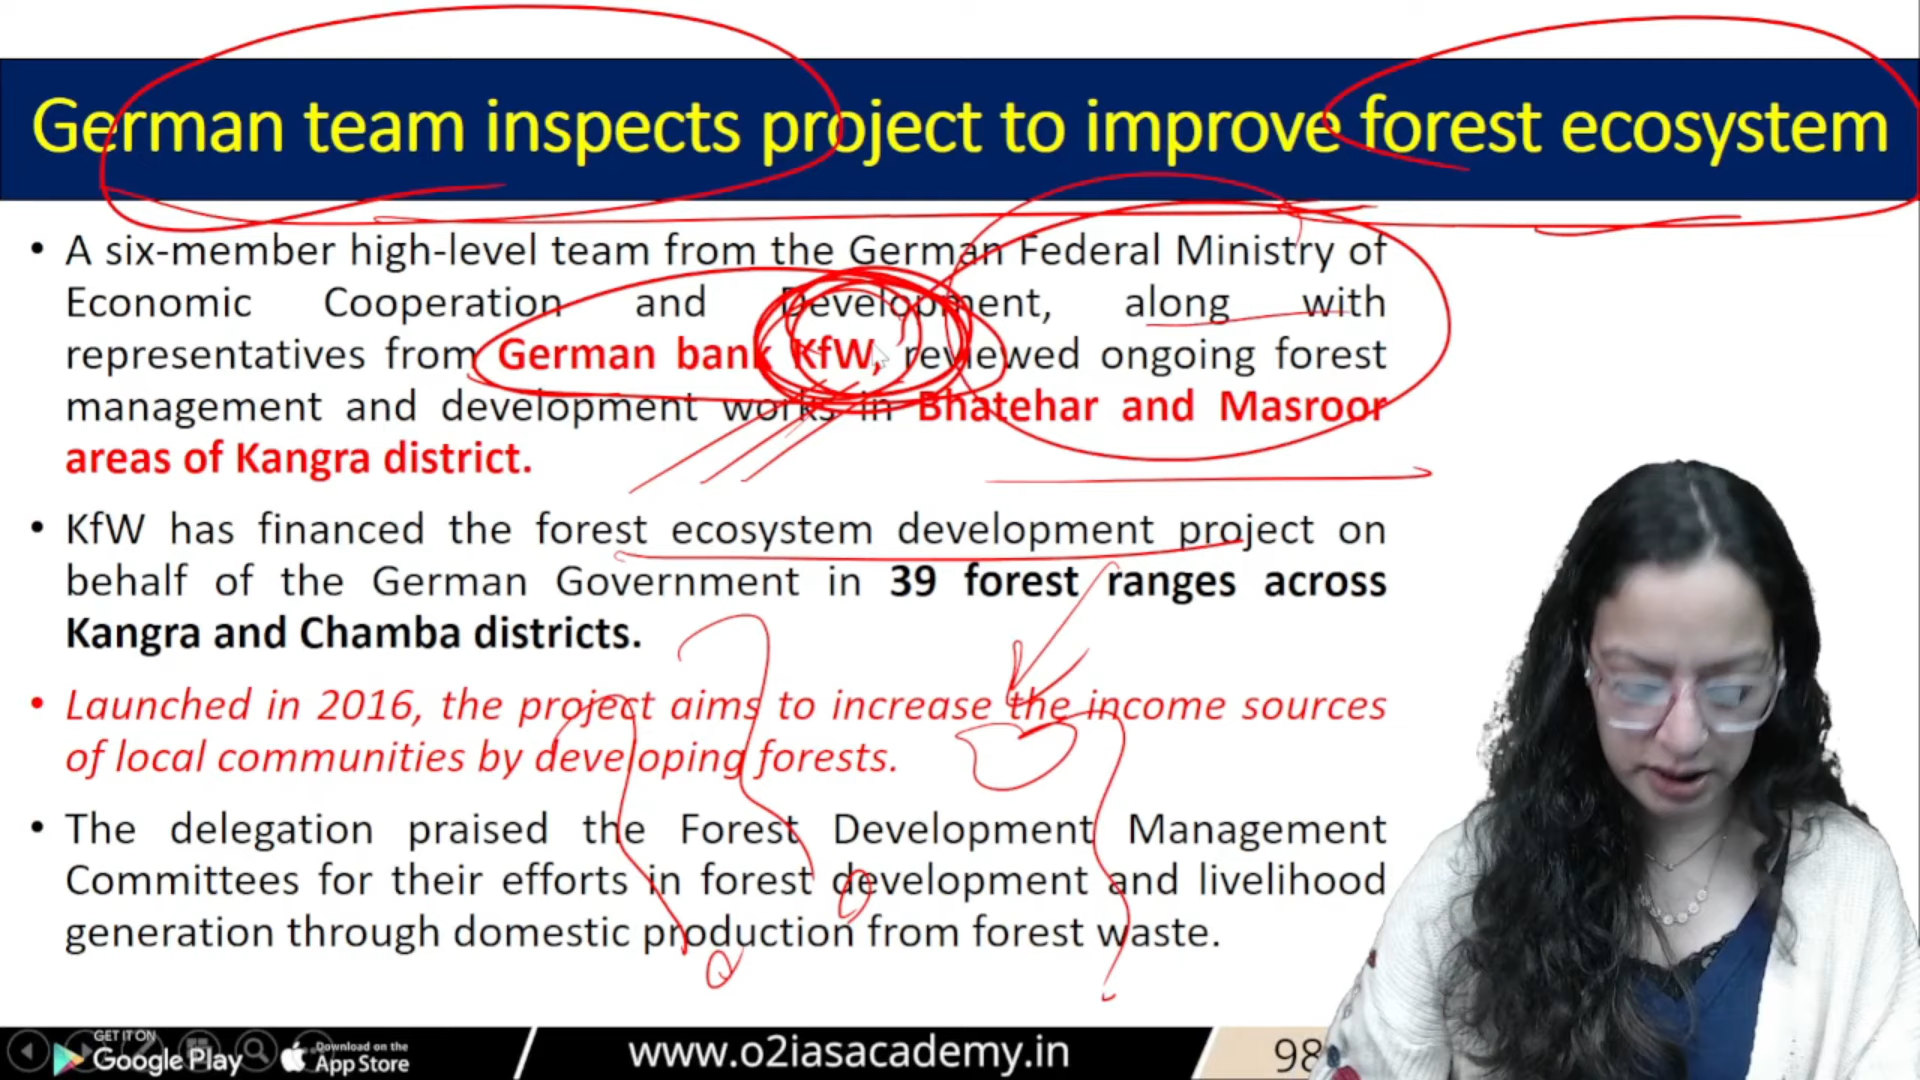 German team inspects project to improve forest ecosystem
• A six-member high-level team from the German Federal Ministry of
Economic Cooperation and Development, along with
representatives from German bank KfW, reviewed ongoing forest
management and development works in Bhatehar and Masroor
areas of Kangra district.
• KfW has financed the forest ecosystem development project on
behalf of the German Government in 39 forest ranges across
Kangra and Chamba districts.
• Launched in 2016, the project aims to increase the income sources
of local communities by developing forests.
• The delegation praised the Forest Development Management
Committees for their efforts in forest development and livelihood
generation through domestic production from forest waste.
GET IT ON
Google Play
Download on the
App Store
www.o2iasacademy.in
98